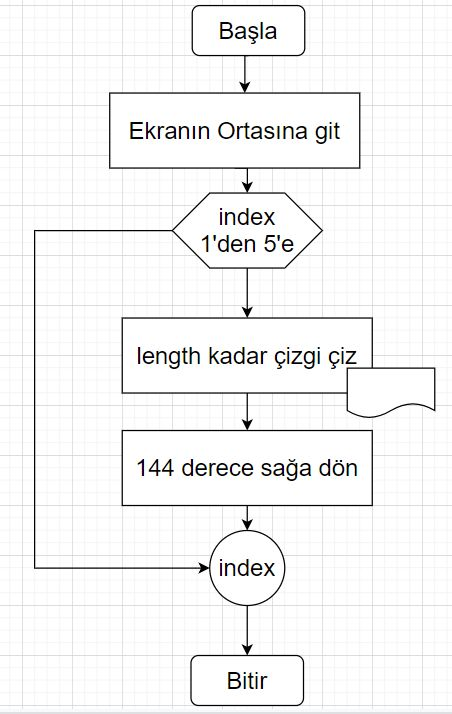 Başla
Ekranın Ortasına git
index
1'den 5'e
length kadar çizgi çiz
144 derece sağa dön
index
Bitir